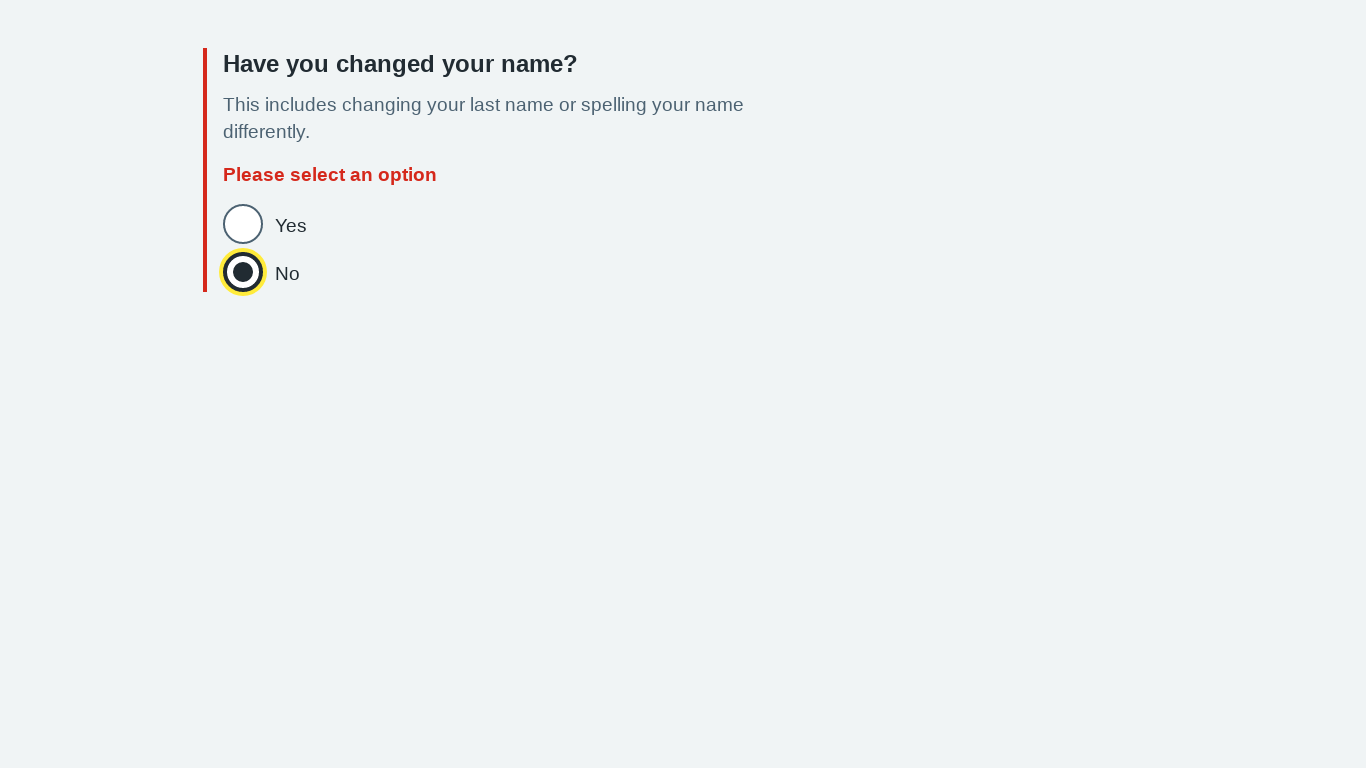 Have you changed your name?
This includes changing your last name or spelling your name
differently.
Please select an option
Yes
No